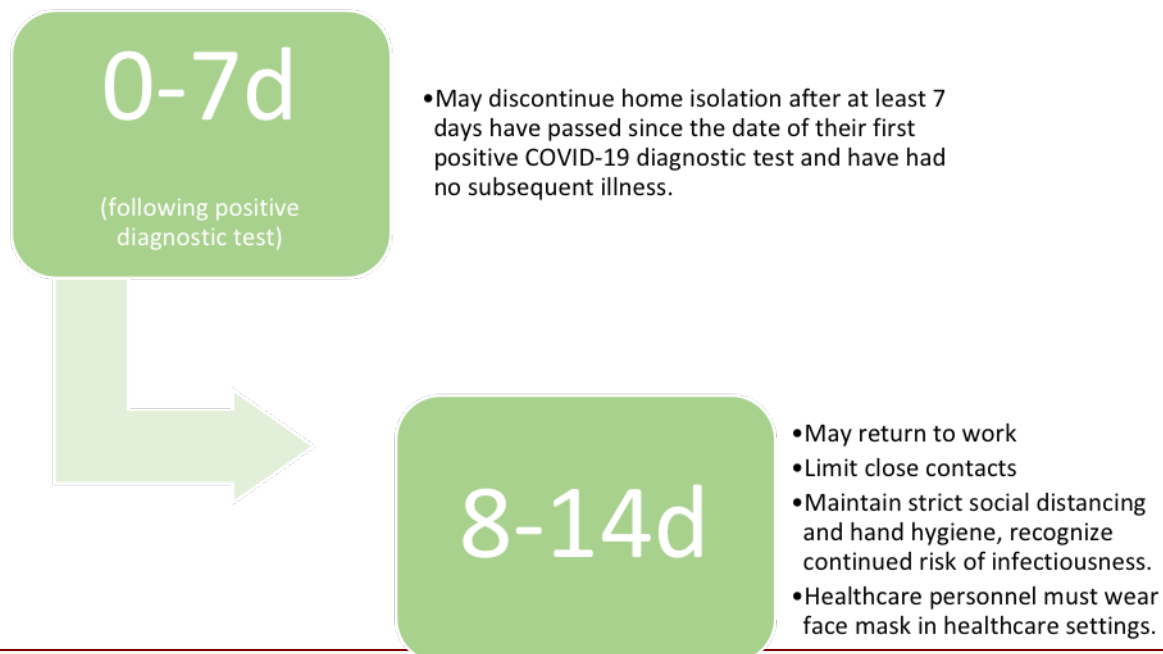 0-7d
(following positive
diagnostic test)
•May discontinue home isolation after at least 7
days have passed since the date of their first
positive COVID-19 diagnostic test and have had
no subsequent illness.
8-14d
•May return to work
•Limit close contacts
•Maintain strict social distancing
and hand hygiene, recognize
continued risk of infectiousness.
•Healthcare personnel must wear
face mask in healthcare settings.